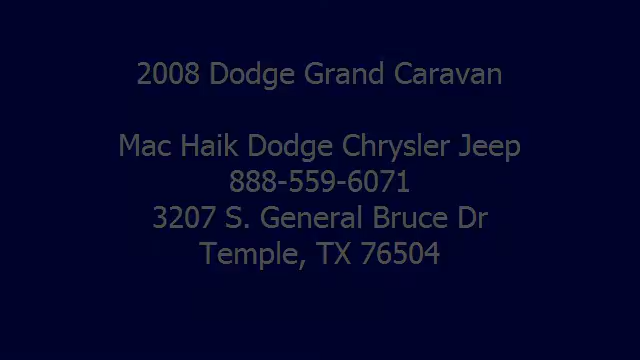 2008 Dodge Grand Caravan
Mac Haik Dodge Chrysler Jeep
888-559-6071
3207 S. General Bruce Dr
Temple, TX 76504